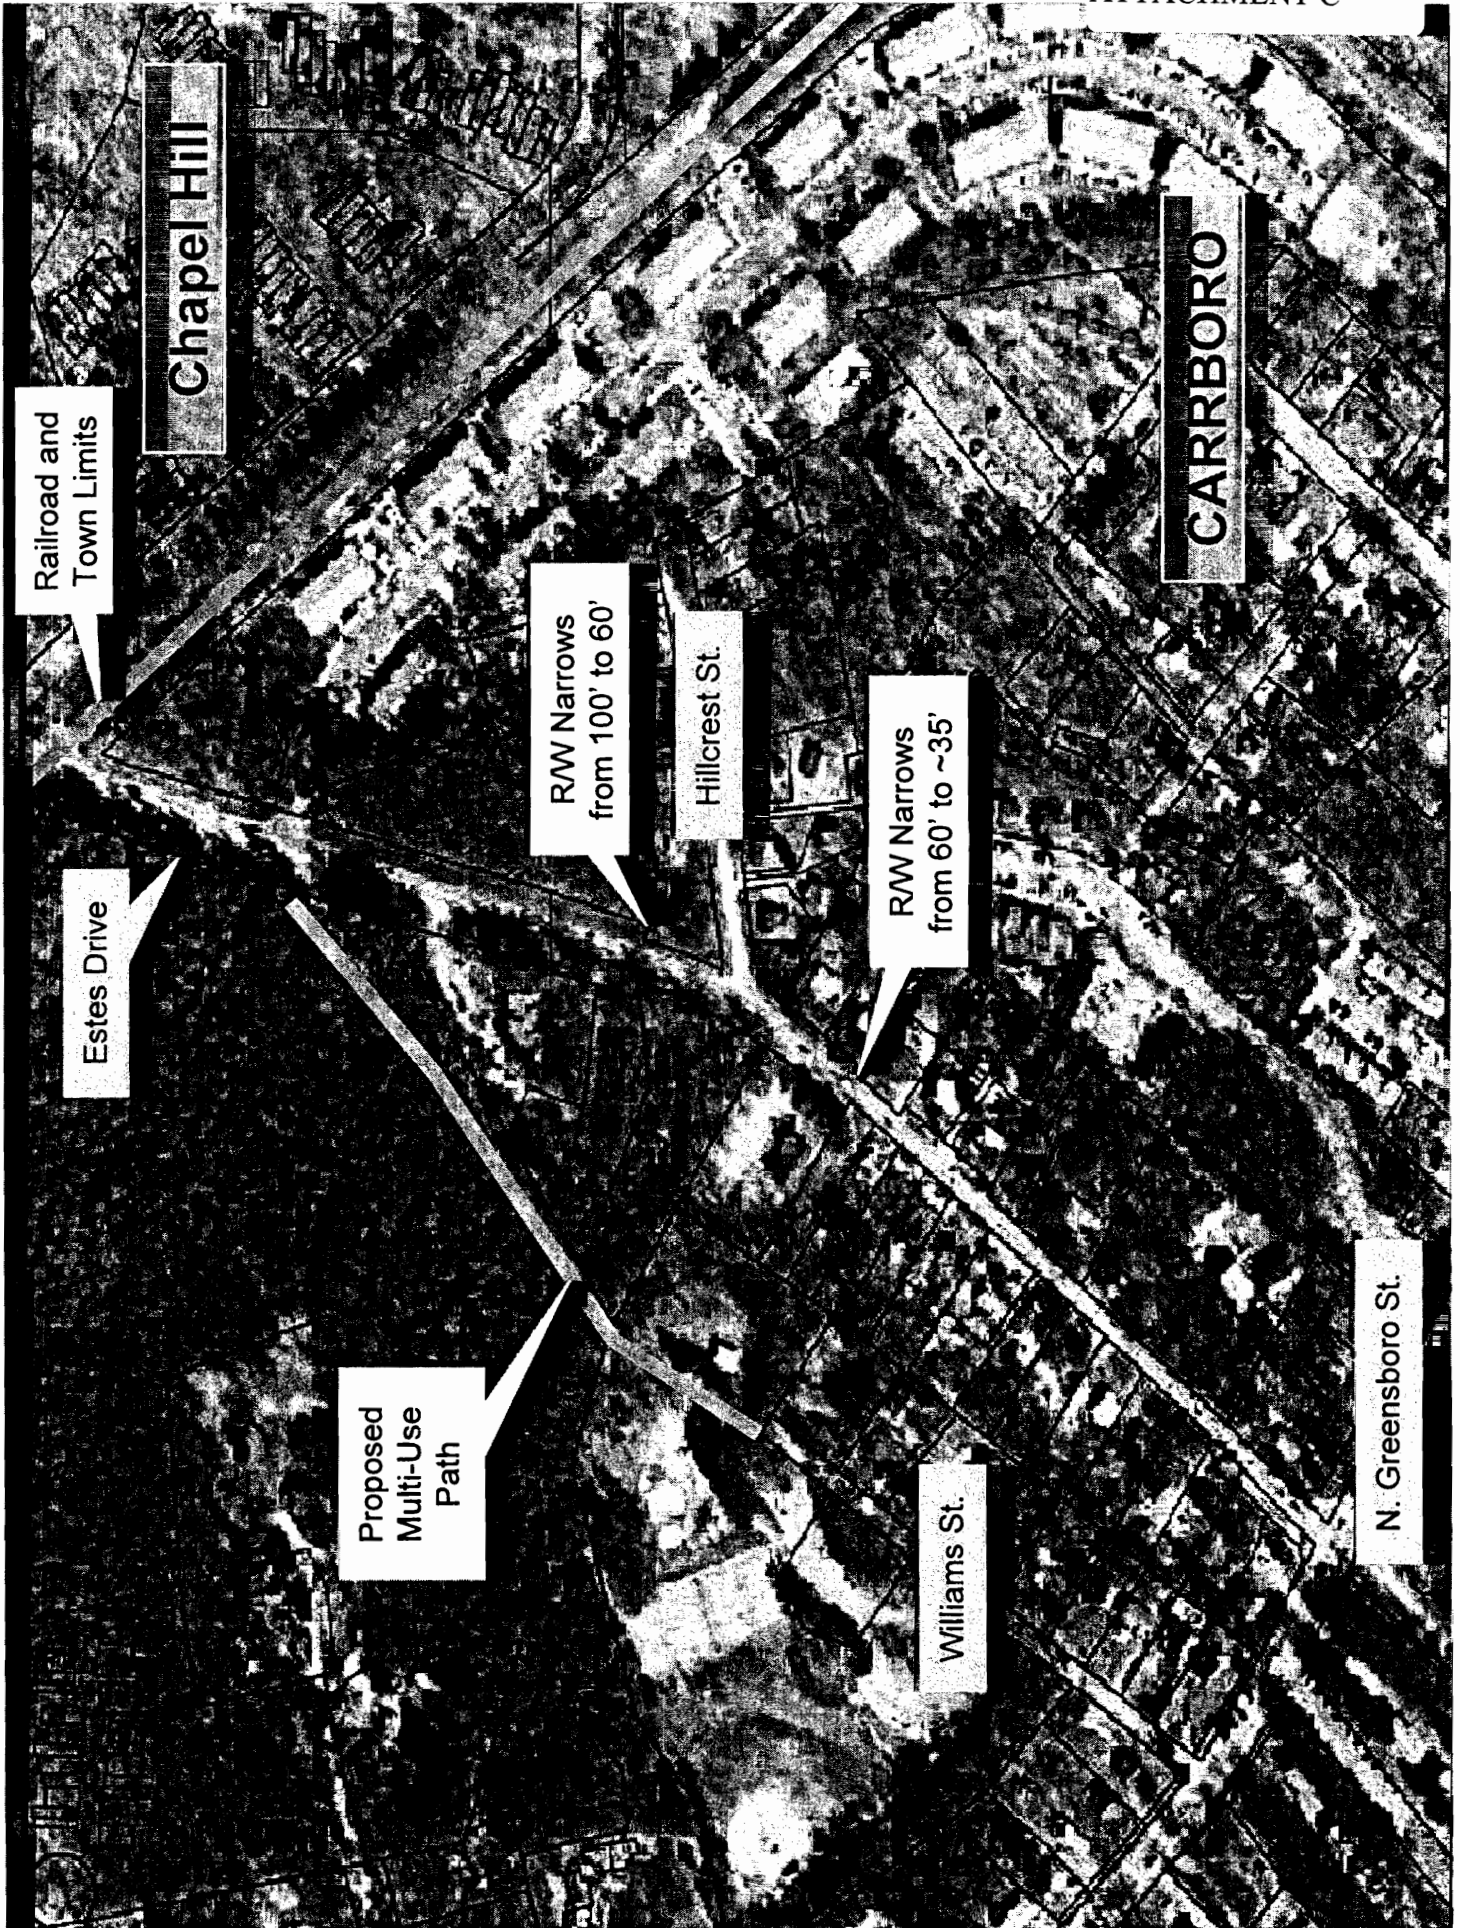 ATTACHMENT C
Chapel Hill
Railroad and
Town Limits
Estes Drive
R/W Narrows
from 100' to 60'
Hillcrest St.
CARRBORO
R/W Narrows
from 60' to ~35'
Proposed
Multi-Use
Path
Williams St.
N. Greensboro St.